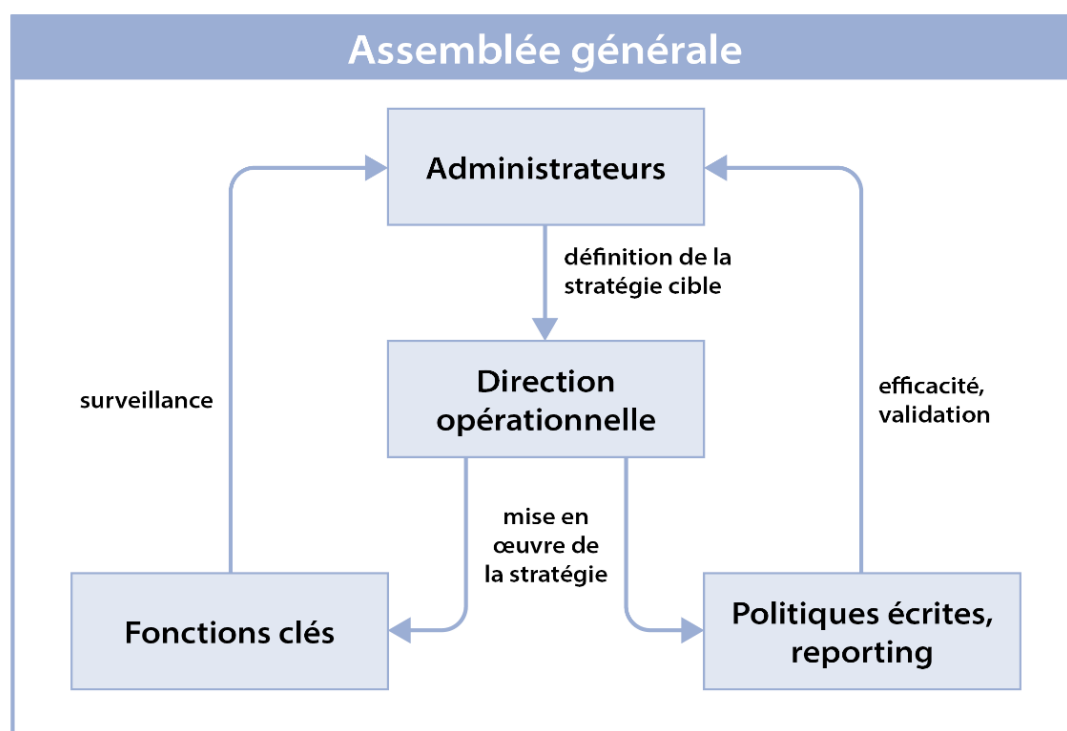 Assemblée générale
Administrateurs
définition de la
stratégie cible
Direction
opérationnelle
surveillance
efficacité,
validation
mise en
œuvre de
la stratégie
Fonctions clés
Politiques écrites,
reporting